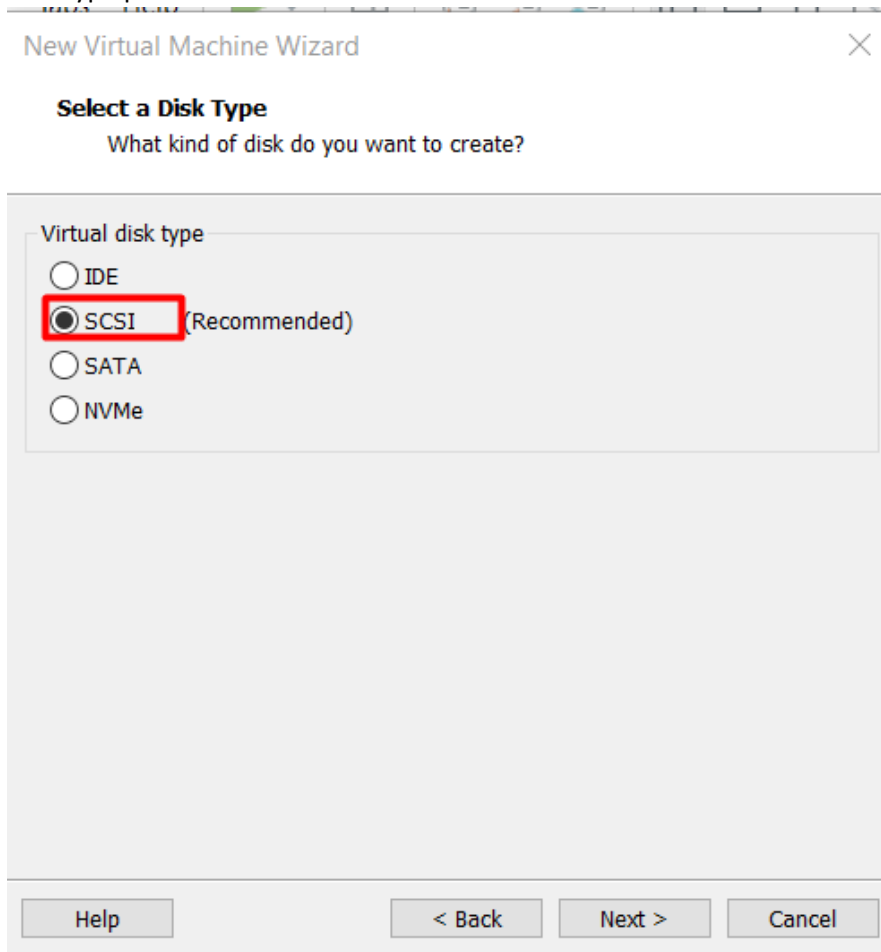 New Virtual Machine Wizard
Select a Disk Type
What kind of disk do you want to create?
Virtual disk type
IDE
SCSI (Recommended)
SATA
NVMe
Help < Back Next > Cancel